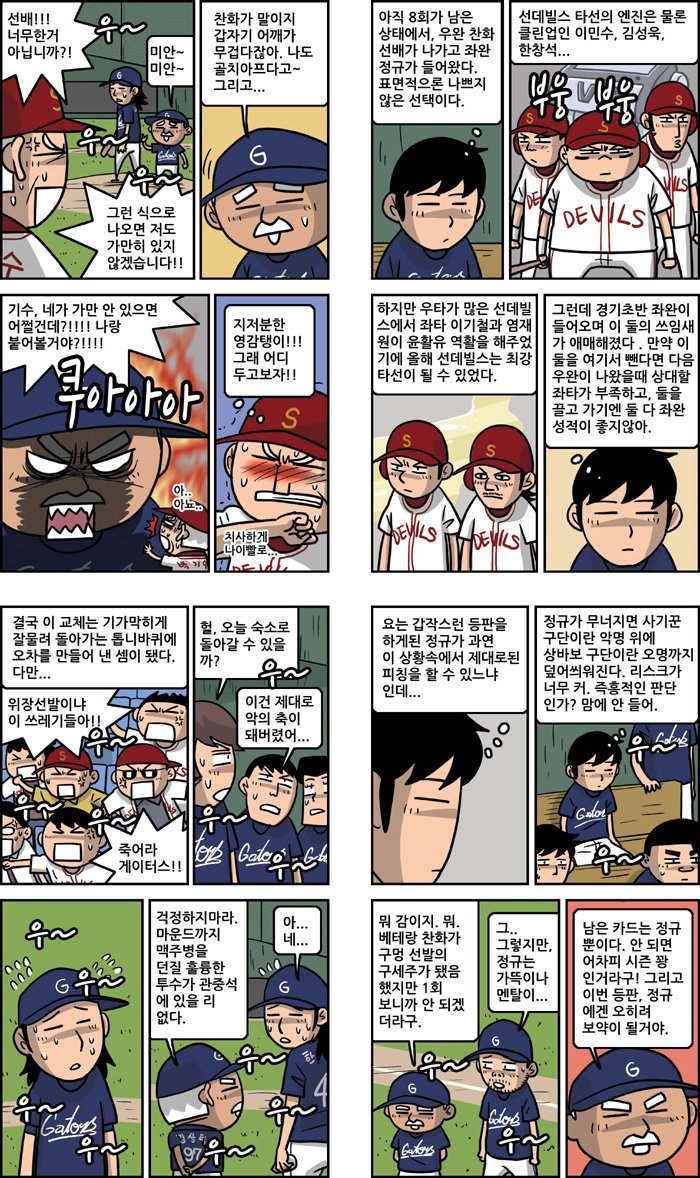 선배!!!
너무한거
아닙니까?!
미안~
미안~
우~
우~
G
G
Gators
그런 식으로
나오면 저도
가만히 있지
않겠습니다!!
수
찬화가 말이지
갑자기 어깨가
무겁다잖아. 나도
골치아프다고~
그리고...
G
기수, 네가 가만 안 있으면
어쩔건데?!!!! 나랑
붙어볼거야?!!!!
쿠아아아
아..
아뇨..
박기수
지저분한
영감탱이!!!
그래 어디
두고보자!!
S
치사하게
나이빨로...
결국 이 교체는 기가막히게
잘물려 돌아가는 톱니바퀴에
오차를 만들어 낸 셈이 됐다.
다만...
위장선발이냐
이 쓰레기들아!!
우~
S
우~
우~
우~
죽어라
게이터스!!
헐, 오늘 숙소로
돌아갈 수 있을
까?
우~
이건 제대로
악의 축이
돼버렸어...
Gators
우~
우~
우~
G
우~
Gators
우~
걱정하지마라.
마운드까지
맥주병을
던질 훌륭한
투수가 관중석
에 있을 리
없다.
아...
네...
우~
우~
97
4
아직 8회가 남은
상태에서, 우완 찬화
선배가 나가고 좌완
정규가 들어왔다.
표면적으론 나쁘지
않은 선택이다.
선데빌스 타선의 엔진은 물론
클린업인 이민수, 김성욱,
한창석...
부웅
부웅
S
S
S
DEVILS
하지만 우타가 많은 선데빌
스에서 좌타 이기철과 염재
원이 윤활유 역활을 해주었
기에 올해 선데빌스는 최강
타선이 될 수 있었다.
S
S
DEVILS
DEVILS
그런데 경기초반 좌완이
들어오며 이 둘의 쓰임새
가 애매해졌다 . 만약 이
둘을 여기서 뺀다면 다음
우완이 나왔을때 상대할
좌타가 부족하고, 둘을
끌고 가기엔 둘 다 좌완
성적이 좋지않아.
요는 갑작스런 등판을
하게된 정규가 과연
이 상황속에서 제대로된
피칭을 할 수 있느냐
인데...
정규가 무너지면 사기꾼
구단이란 악명 위에
상바보 구단이란 오명까지
덮어씌워진다. 리스크가
너무 커. 즉흥적인 판단
인가? 맘에 안 들어.
우~
Gators
우~
뭐 감이지. 뭐.
베테랑 찬화가
구멍 선발의
구세주가 됐음
했지만 1회
보니까 안 되겠
더라구.
그..
그렇지만,
정규는
가뜩이나
멘탈이...
우~
G
G
Gators
Gators
우~
남은 카드는 정규
뿐이다. 안 되면
어차피 시즌 꽝
인거라구! 그리고
이번 등판, 정규
에겐 오히려
보약이 될거야.
G